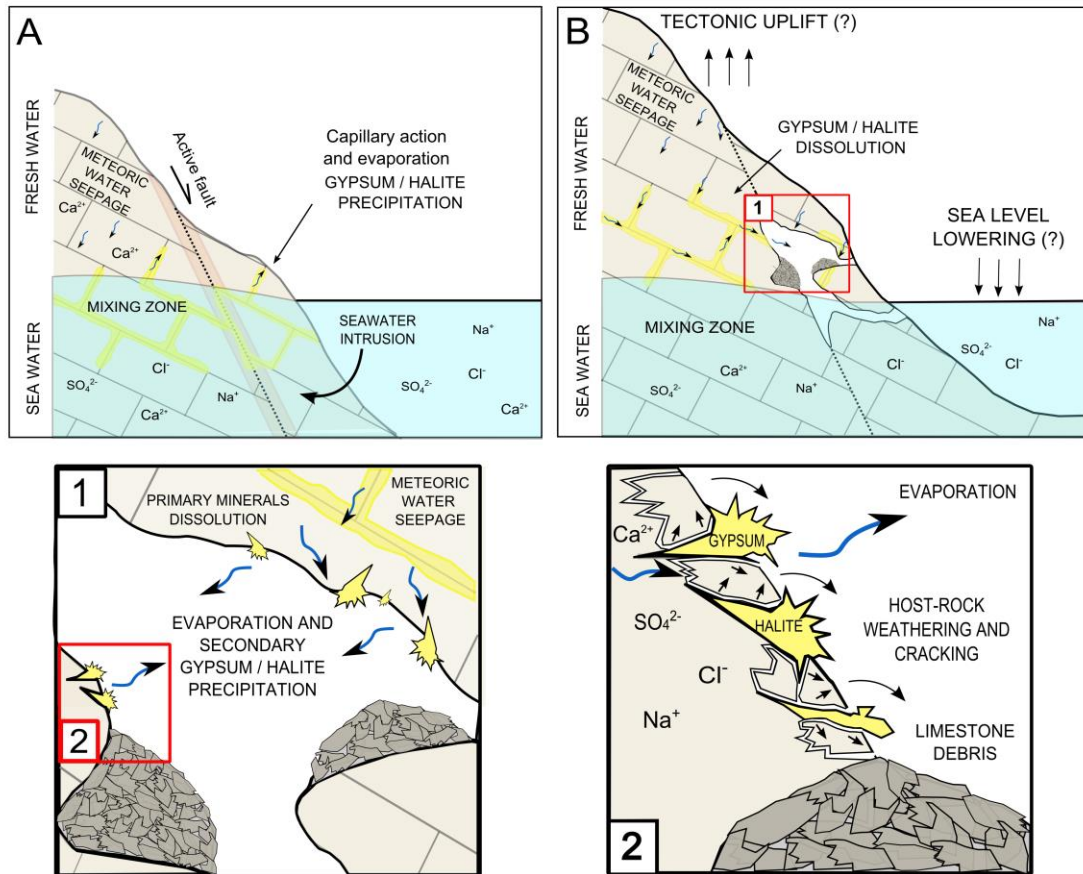 A
FRESH WATER
SEA WATER
Active fault
Capillary action
and evaporation
GYPSUM / HALITE
PRECIPITATION
METEORIC
WATER
SEEPAGE
Ca²⁺
Ca²⁺
MIXING ZONE
SEAWATER
INTRUSION
Cl⁻
SO₄²⁻
Na⁺
Ca²⁺
Na⁺
Cl⁻
SO₄²⁻
Ca²⁺
B
TECTONIC UPLIFT (?)
FRESH WATER
SEA WATER
METEORIC
WATER
SEEPAGE
GYPSUM / HALITE
DISSOLUTION
1
SEA LEVEL
LOWERING (?)
MIXING ZONE
Ca²⁺
Cl⁻
SO₄²⁻
Na⁺
Na⁺
SO₄²⁻
Cl⁻
1
PRIMARY MINERALS
DISSOLUTION
METEORIC
WATER
SEEPAGE
EVAPORATION AND
SECONDARY
GYPSUM / HALITE
PRECIPITATION
2
EVAPORATION
Ca²⁺
GYPSUM
SO₄²⁻
HALITE
HOST-ROCK
WEATHERING AND
CRACKING
Cl⁻
Na⁺
LIMESTONE
DEBRIS
2